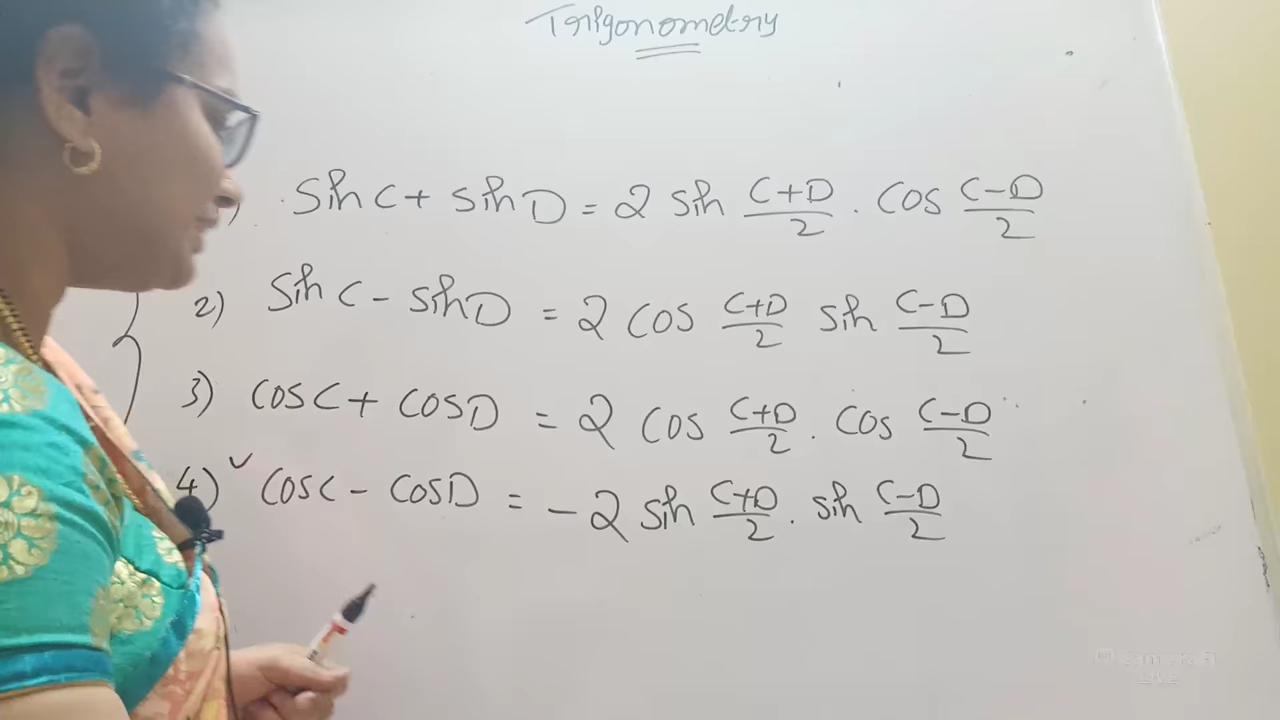 Trigonometry
1) Sin C + sin D = 2 sin (C+D)/2 . cos (C-D)/2
2) Sin C - sin D = 2 cos (C+D)/2 sin (C-D)/2
3) cos C + cos D = 2 cos (C+D)/2 . cos (C-D)/2
4) ✓ cos C - cos D = -2 sin (C+D)/2 . sin (C-D)/2
LIVE